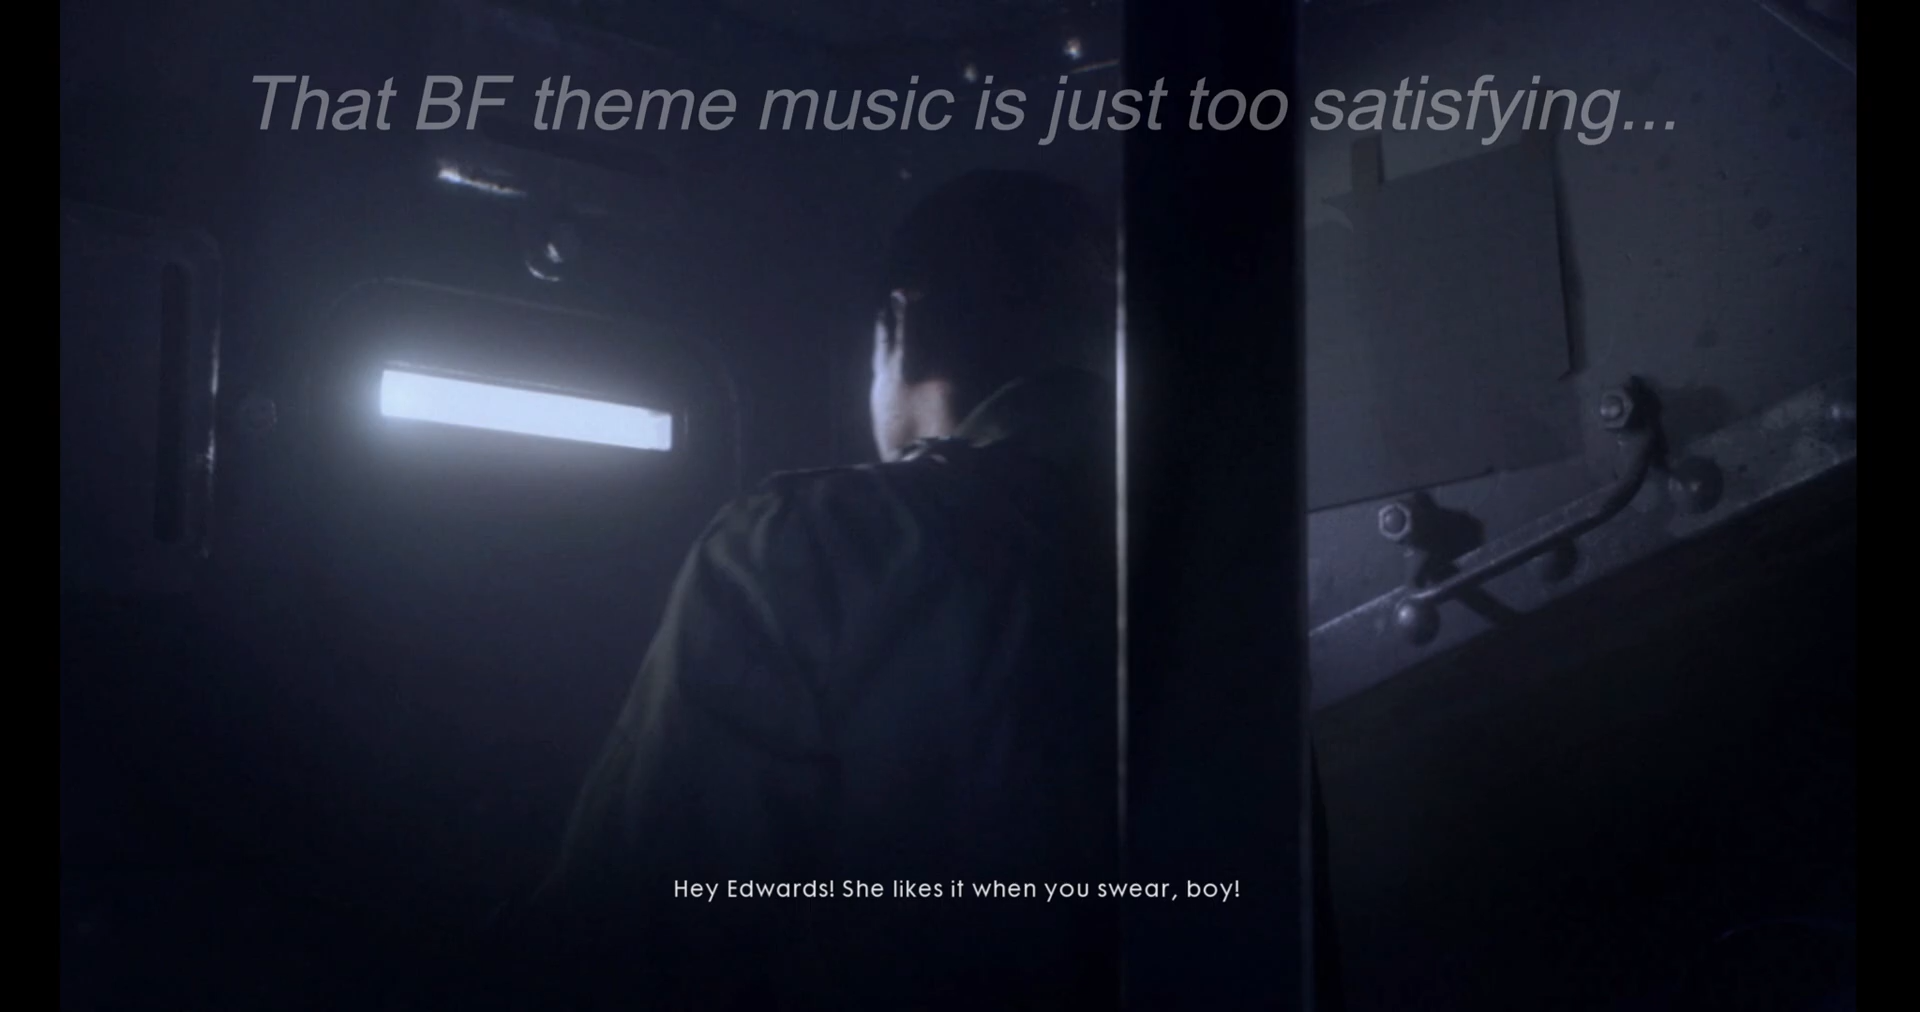 That BF theme music is just too satisfying...
Hey Edwards! She likes it when you swear, boy!